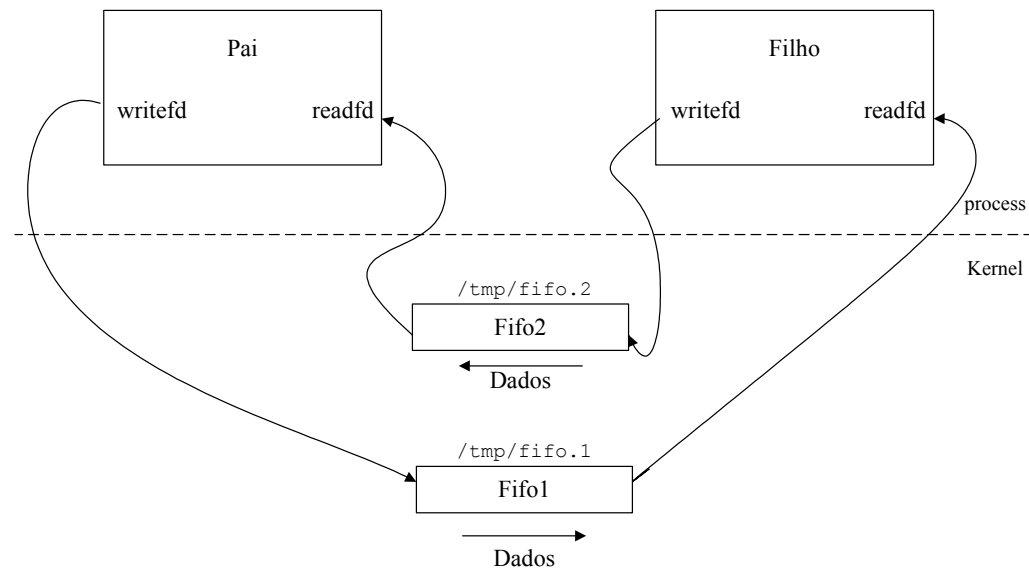 Pai
Filho
writefd
readfd
writefd
readfd
process
Kernel
/tmp/fifo.2
Fifo2
Dados
/tmp/fifo.1
Fifo1
Dados